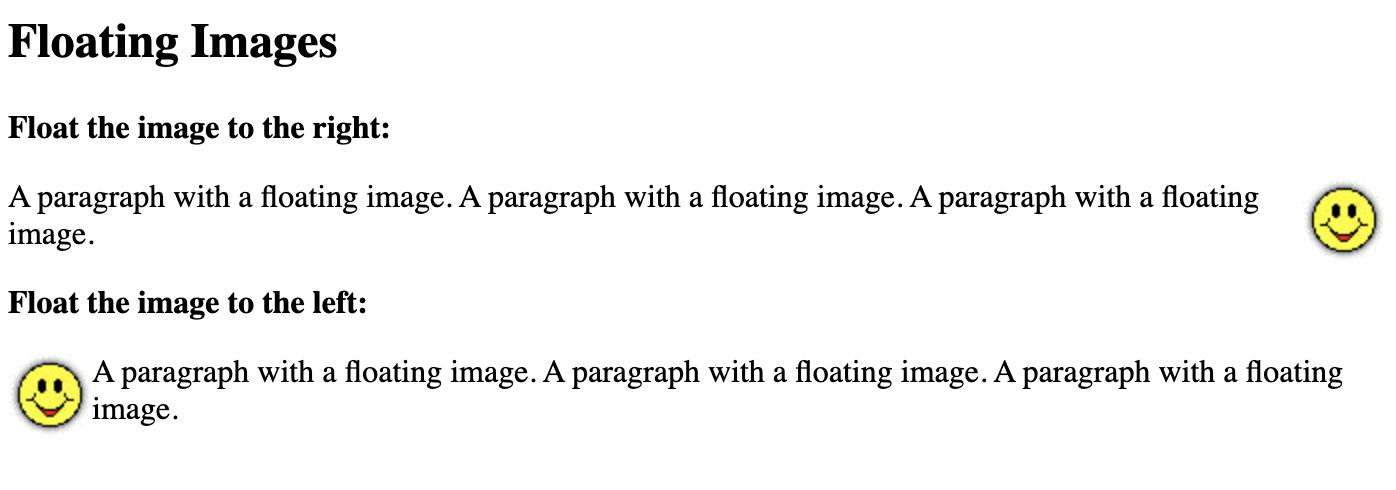 Floating Images
Float the image to the right:
A paragraph with a floating image. A paragraph with a floating image. A paragraph with a floating
image.
Float the image to the left:
A paragraph with a floating image. A paragraph with a floating image. A paragraph with a floating
image.